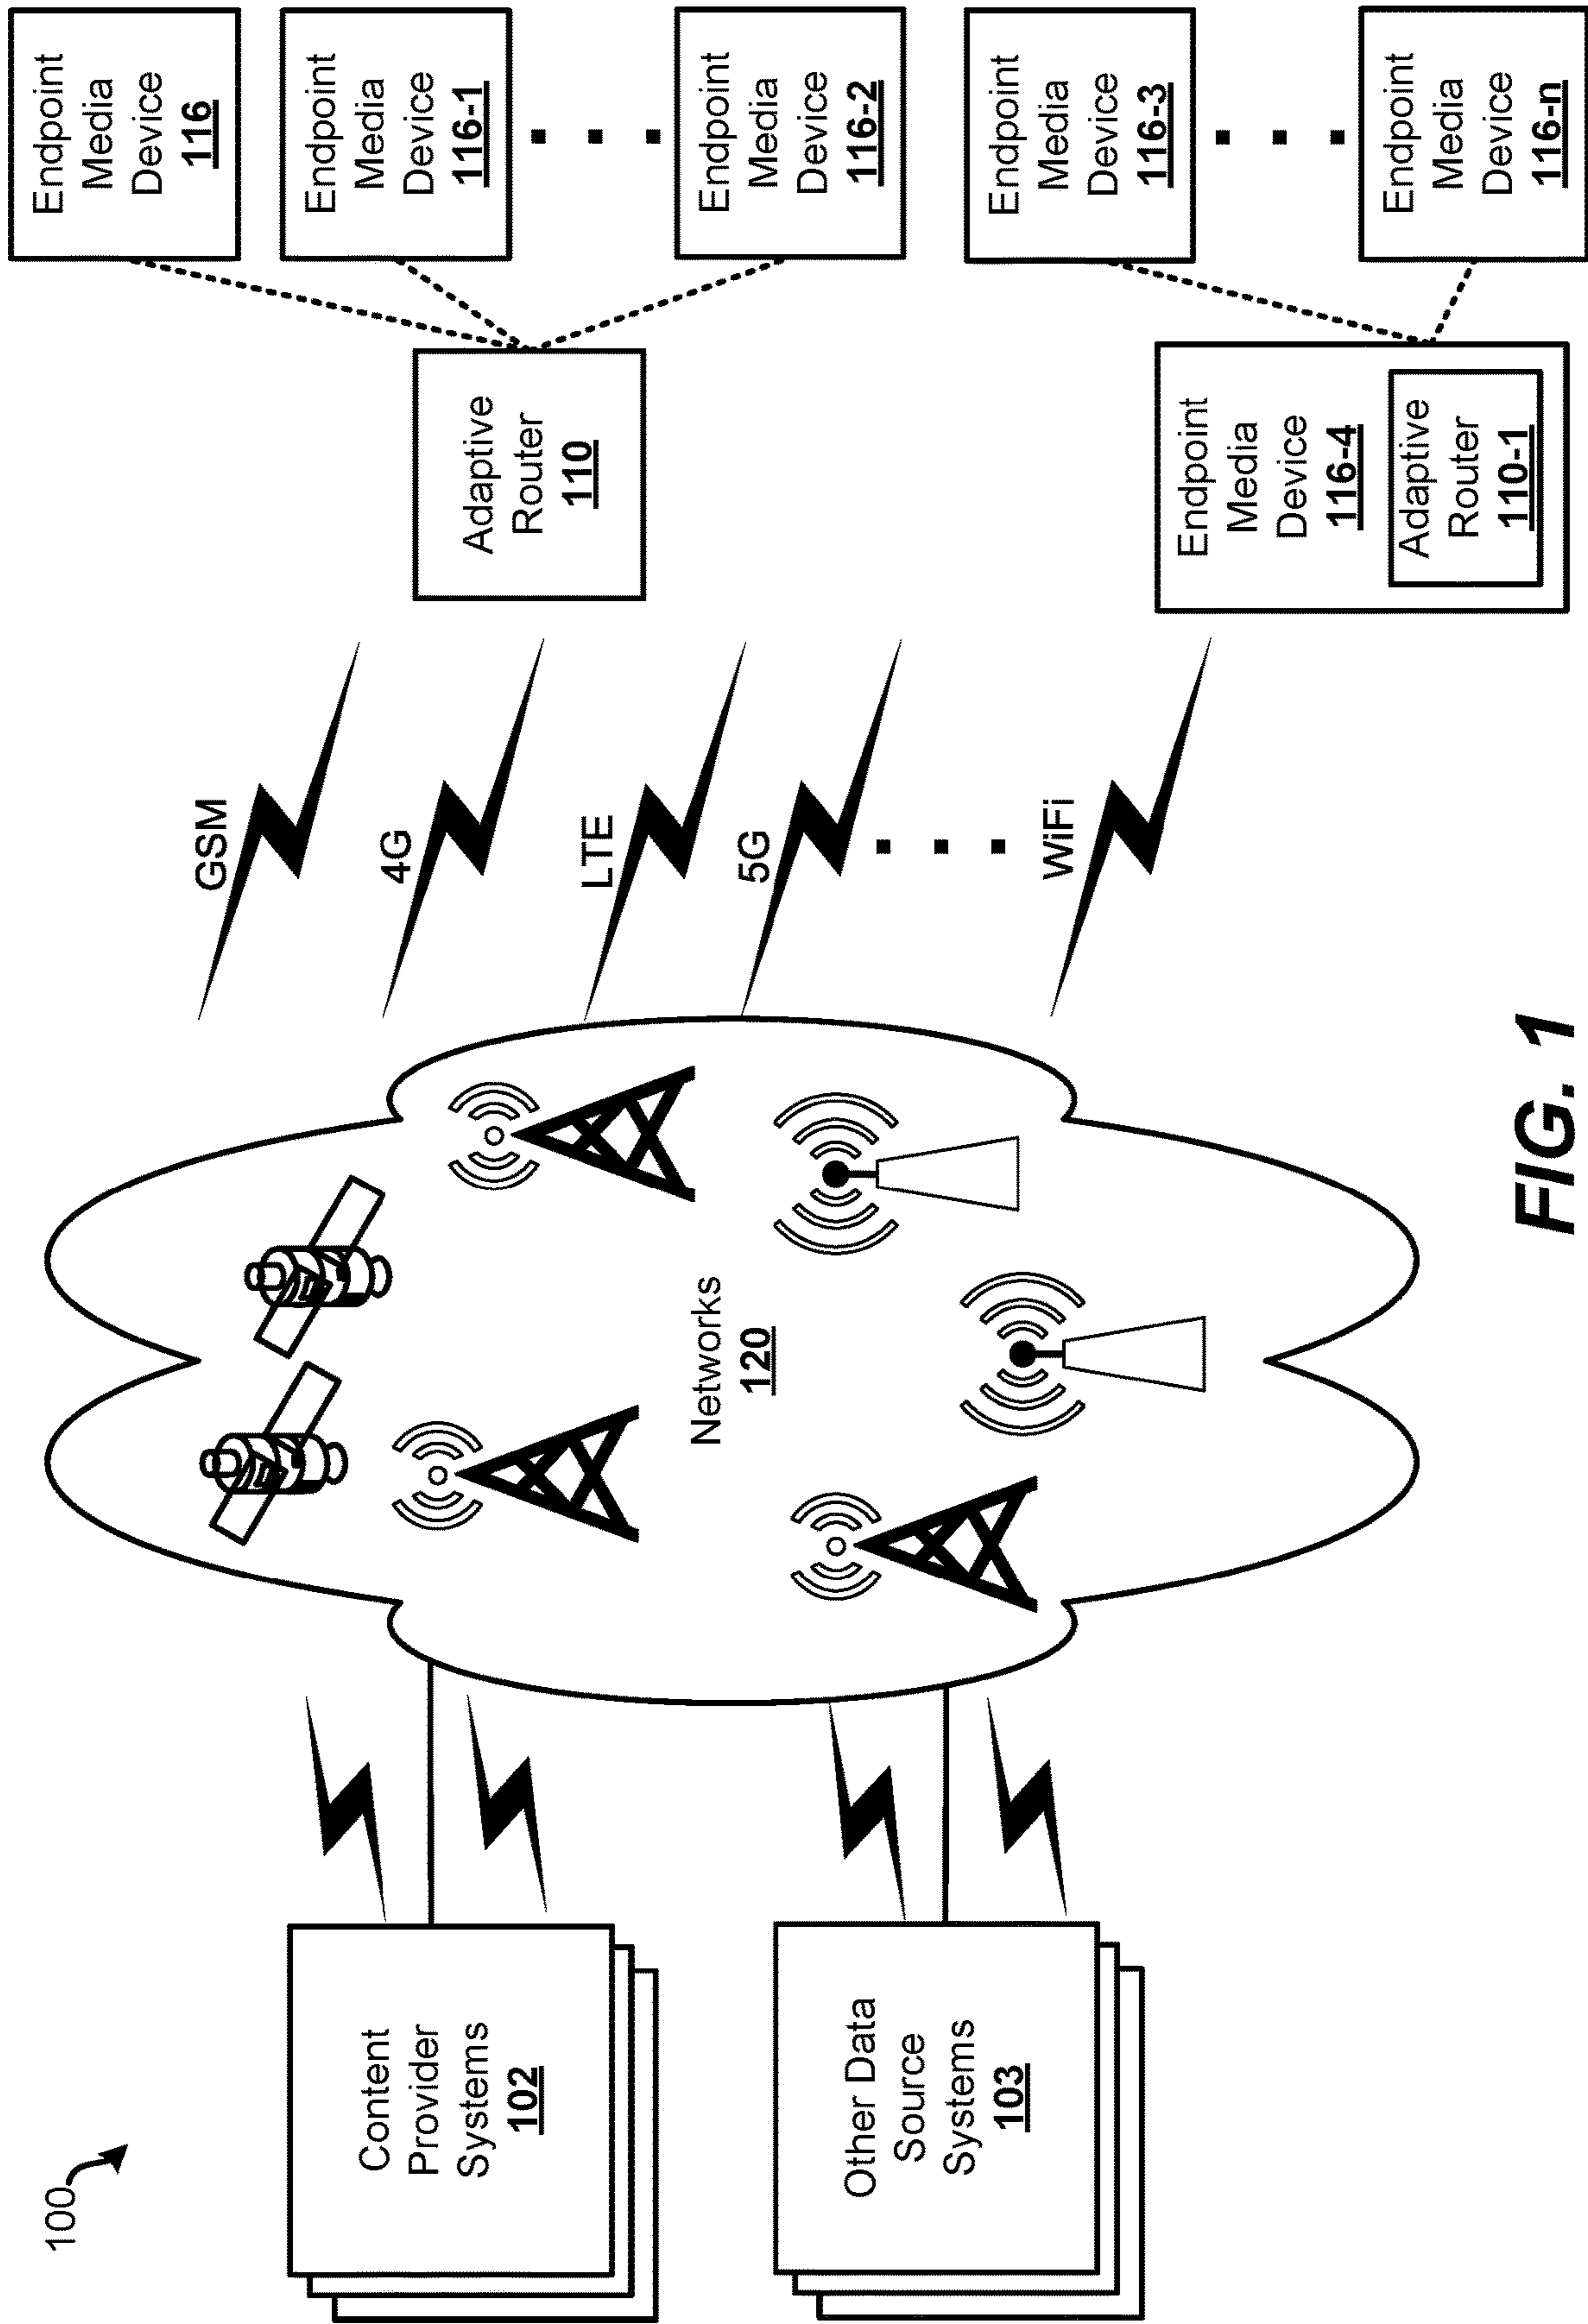 100
Content
Provider
Systems
102
Other Data
Source
Systems
103
Networks
120
GSM
4G
LTE
5G
WiFi
Adaptive
Router
110
Endpoint
Media
Device
116-4
Adaptive
Router
110-1
Endpoint
Media
Device
116
Endpoint
Media
Device
116-1
Endpoint
Media
Device
116-2
Endpoint
Media
Device
116-3
Endpoint
Media
Device
116-n
FIG. 1